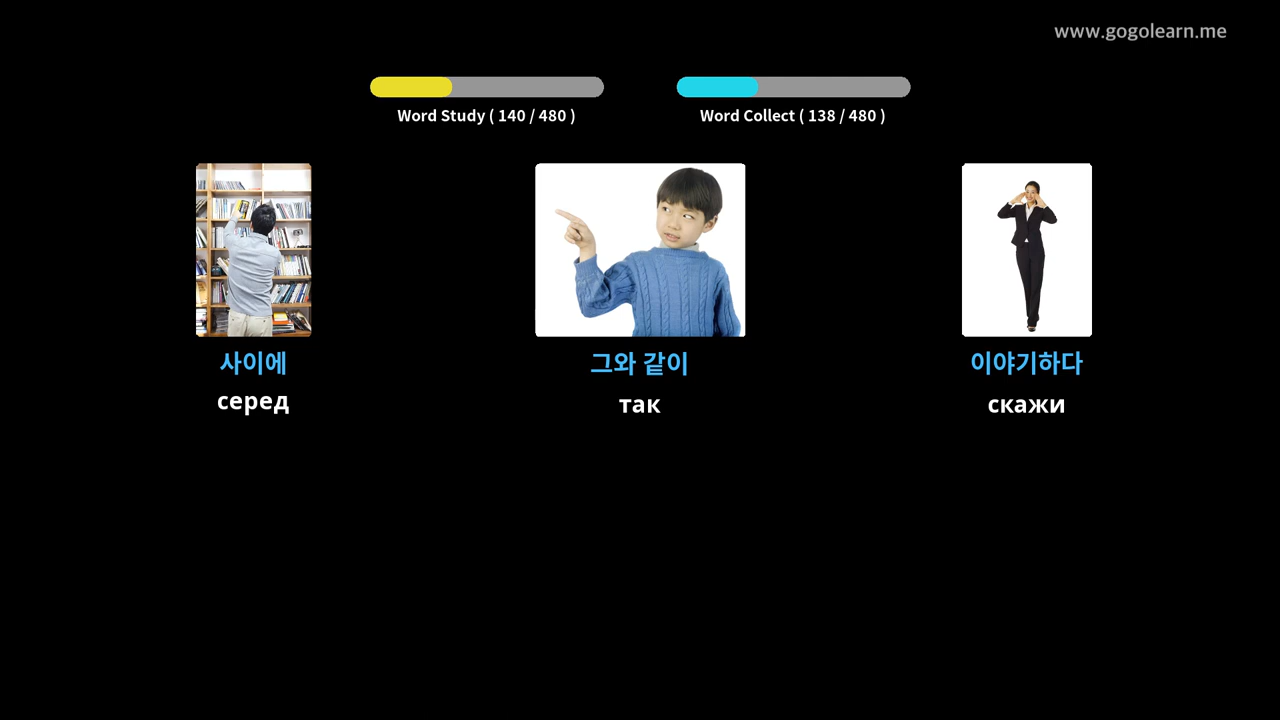 www.gogolearn.me
Word Study ( 140 / 480 )
Word Collect ( 138 / 480 )
사이에
그와 같이
이야기하다
серед
так
скажи